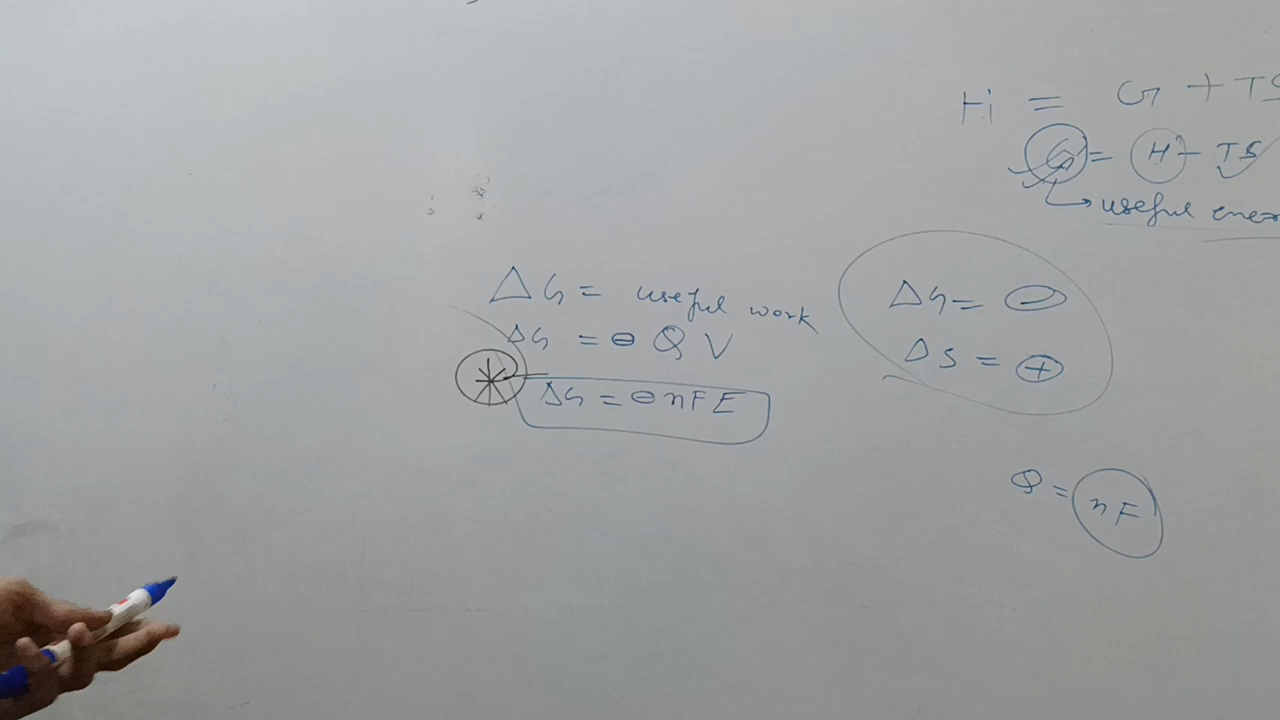 H = G + TS
G = H - TS
useful ener
ΔG = useful work
ΔG = ⊖ Q V
ΔG = ⊖ nFE
ΔG = ⊖
ΔS = ⊕
Q = nF